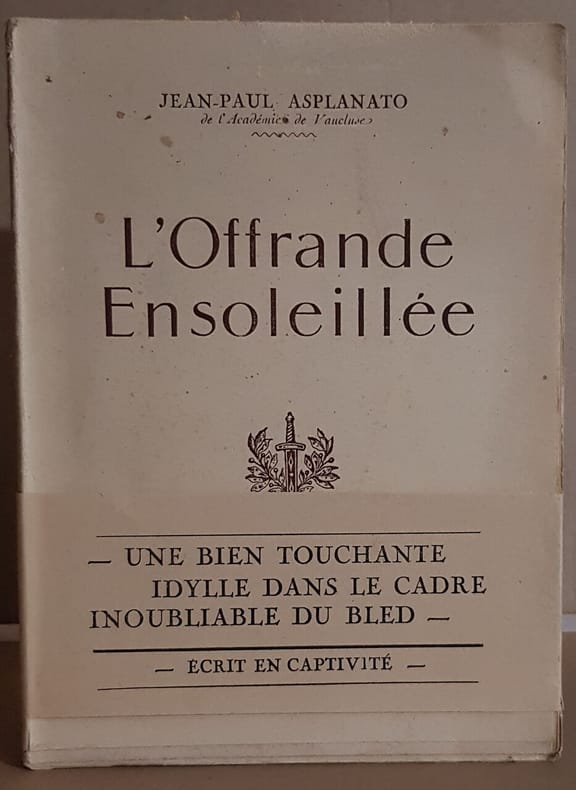 JEAN-PAUL ASPLANATO
de l'Académie de Vaucluse
L'Offrande
Ensoleillée
— UNE BIEN TOUCHANTE
IDYLLE DANS LE CADRE
INOUBLIABLE DU BLED —
— ÉCRIT EN CAPTIVITÉ —